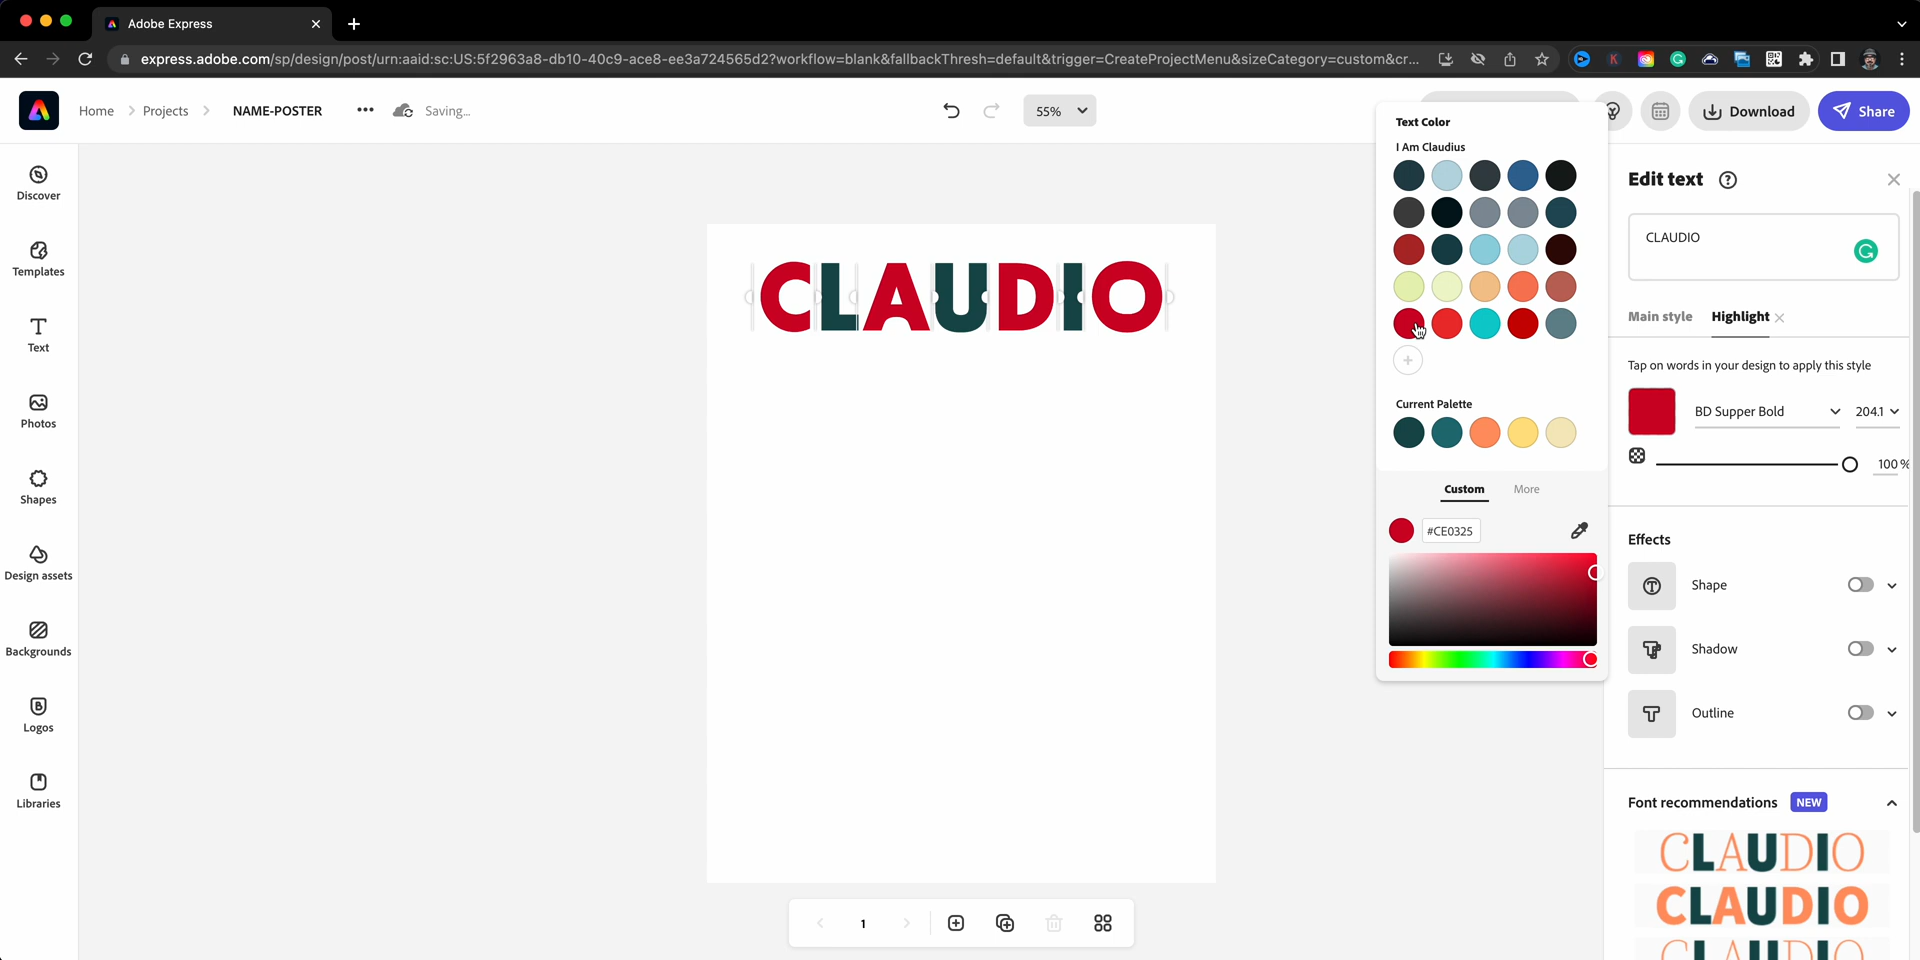 Adobe Express
express.adobe.com/sp/design/post/urn:aaid:sc:US:5f2963a8-db10-40c9-ace8-ee3a724565d2?workflow=blank&fallbackThresh=default&trigger=CreateProjectMenu&sizeCategory=custom&cr...
Home
Projects
NAME-POSTER
Saving...
55%
Download
Share
Discover
Templates
Text
Photos
Shapes
Design assets
Backgrounds
Logos
Libraries
CLAUDIO
1
Text Color
I Am Claudius
Current Palette
Custom
More
#CE0325
Edit text
CLAUDIO
Main style
Highlight
Tap on words in your design to apply this style
BD Supper Bold
204.1
100 %
Effects
Shape
Shadow
Outline
Font recommendations
NEW
CLAUDIO
CLAUDIO